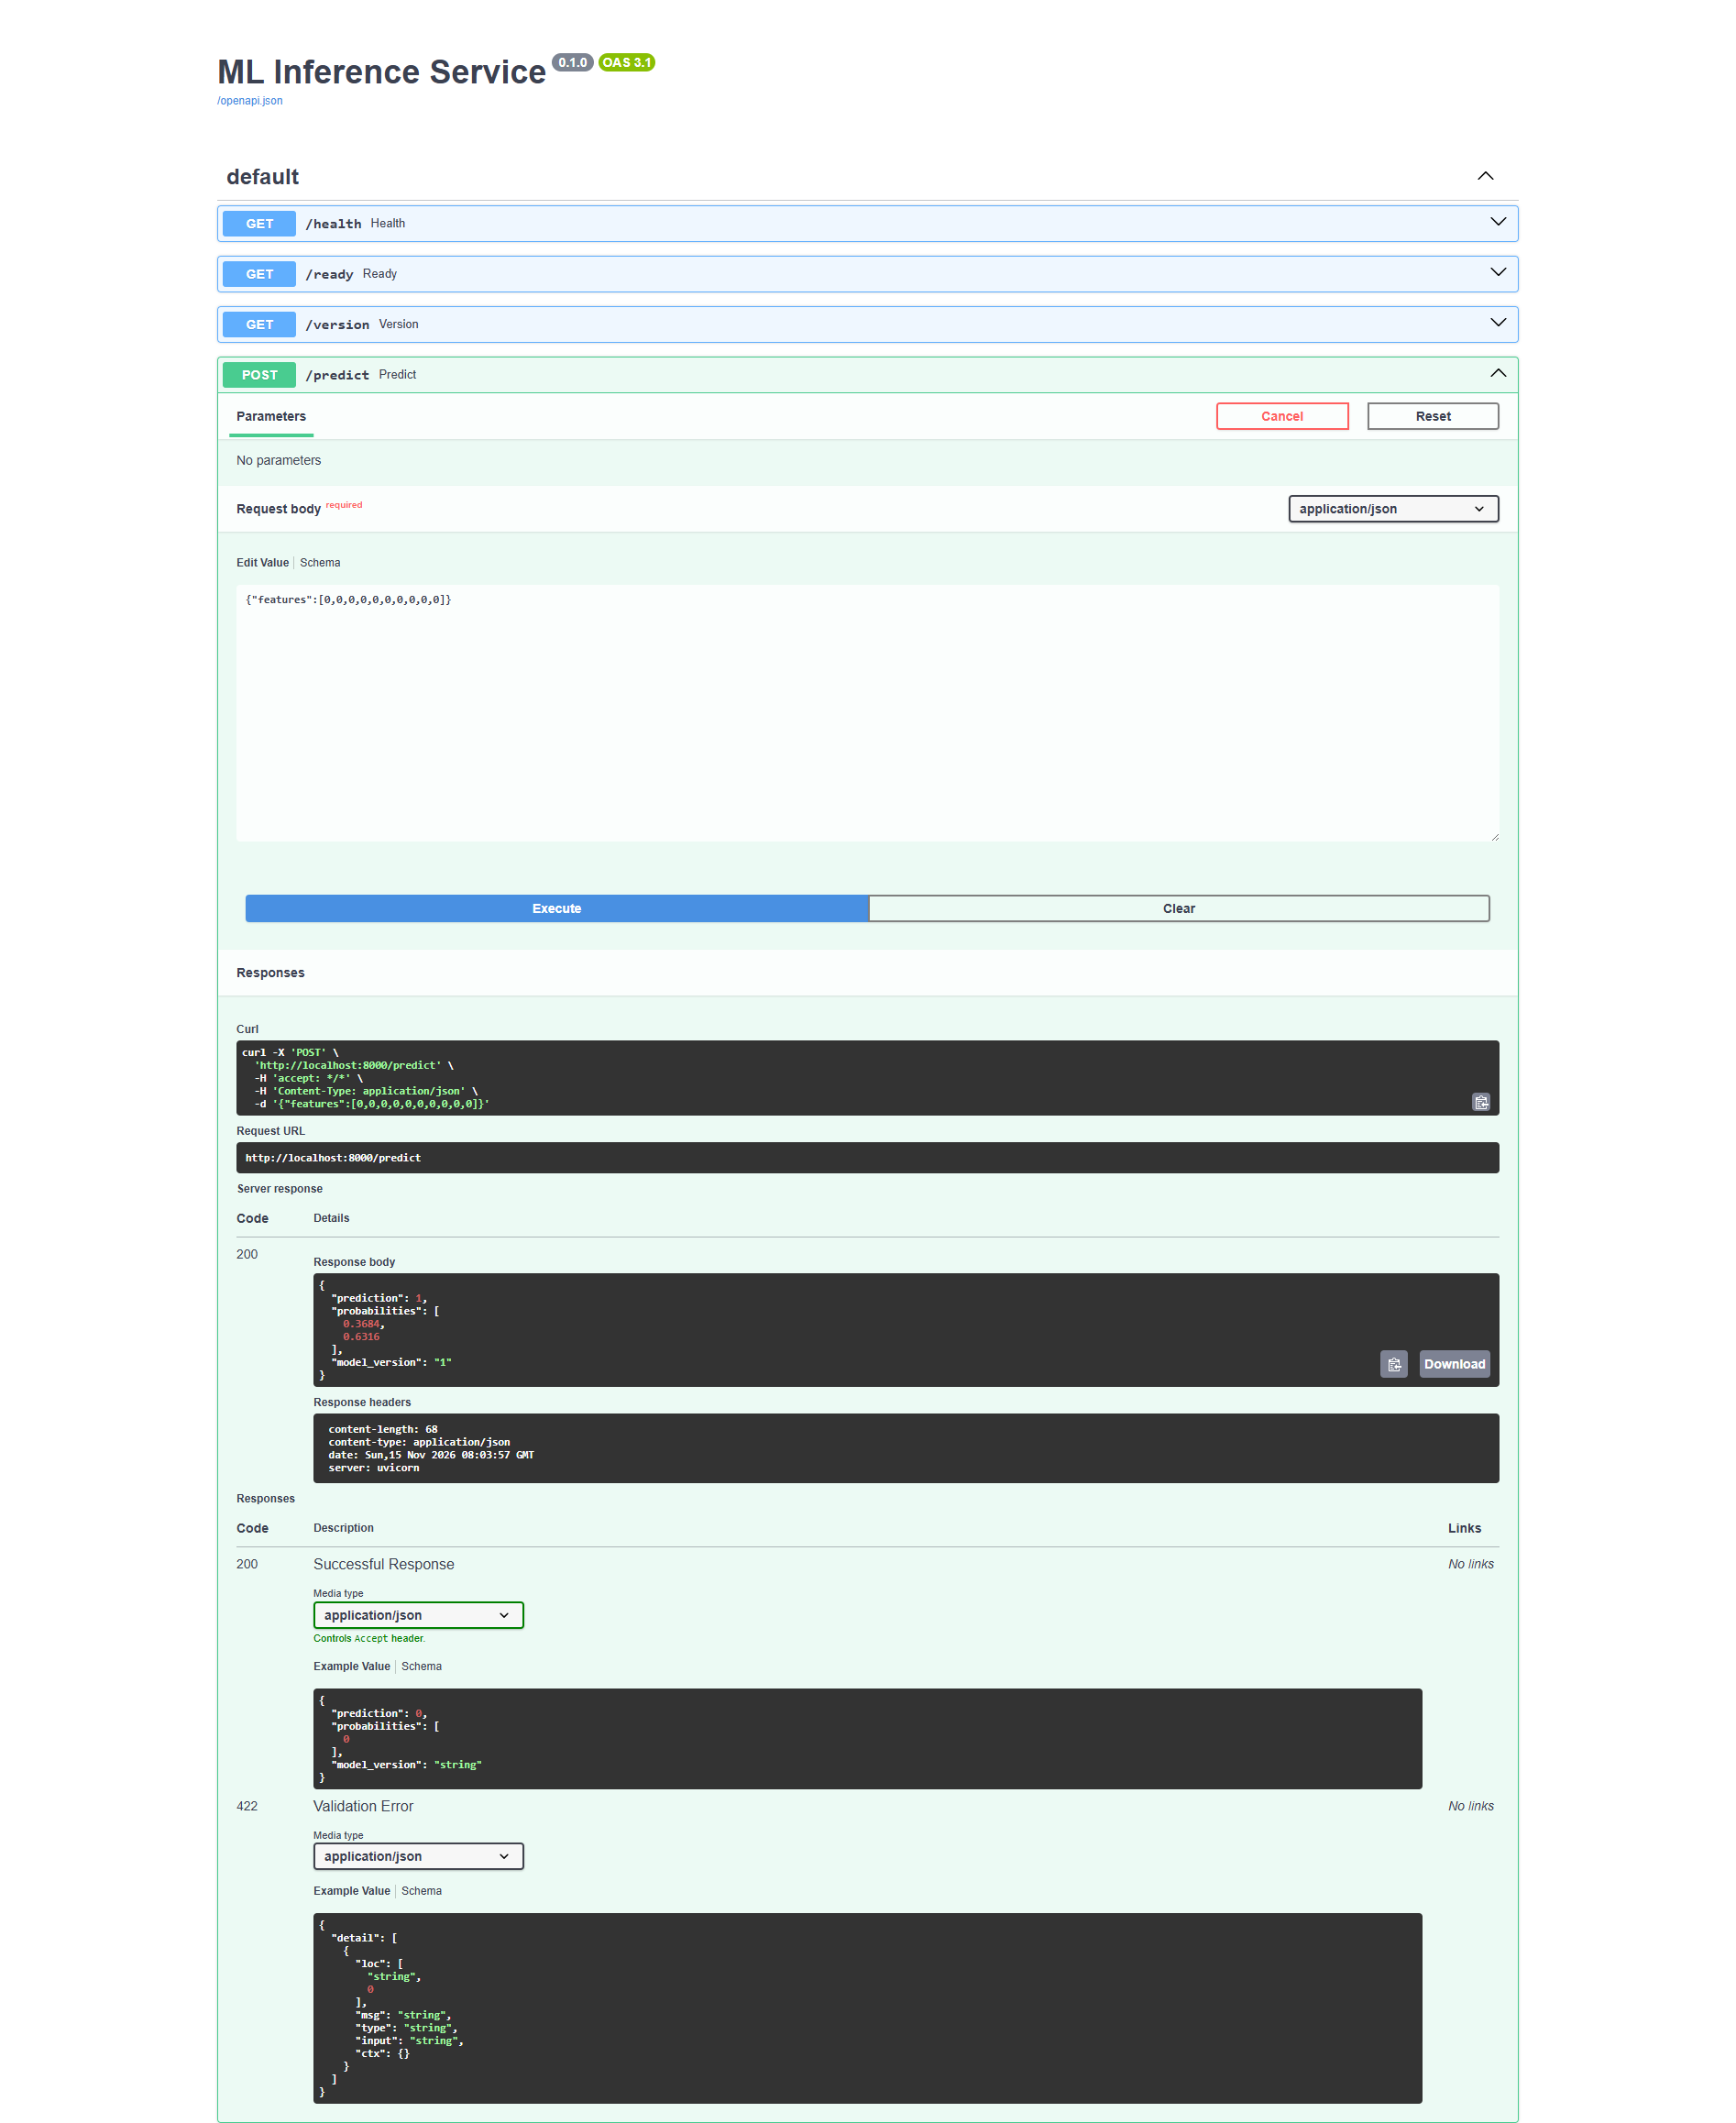 ML Inference Service 0.1.0 OAS 3.1
/openapi.json
default
GET /health Health
GET /ready Ready
GET /version Version
POST /predict Predict
Parameters
Cancel
Reset
No parameters
Request body required
application/json
Edit Value | Schema
{"features":[0,0,0,0,0,0,0,0,0,0]}
Execute
Clear
Responses
Curl
curl -X 'POST' \
  'http://localhost:8000/predict' \
  -H 'accept: */*' \
  -H 'Content-Type: application/json' \
  -d '{"features":[0,0,0,0,0,0,0,0,0,0]}'
Request URL
http://localhost:8000/predict
Server response
Code Details
200
Response body
{
  "prediction": 1,
  "probabilities": [
    0.3684,
    0.6316
  ],
  "model_version": "1"
}
Download
Response headers
content-length: 68
content-type: application/json
date: Sun,15 Nov 2026 08:03:57 GMT
server: uvicorn
Responses
Code Description Links
200 Successful Response No links
Media type
application/json
Controls Accept header.
Example Value | Schema
{
  "prediction": 0,
  "probabilities": [
    0
  ],
  "model_version": "string"
}
422 Validation Error No links
Media type
application/json
Example Value | Schema
{
  "detail": [
    {
      "loc": [
        "string",
        0
      ],
      "msg": "string",
      "type": "string",
      "input": "string",
      "ctx": {}
    }
  ]
}